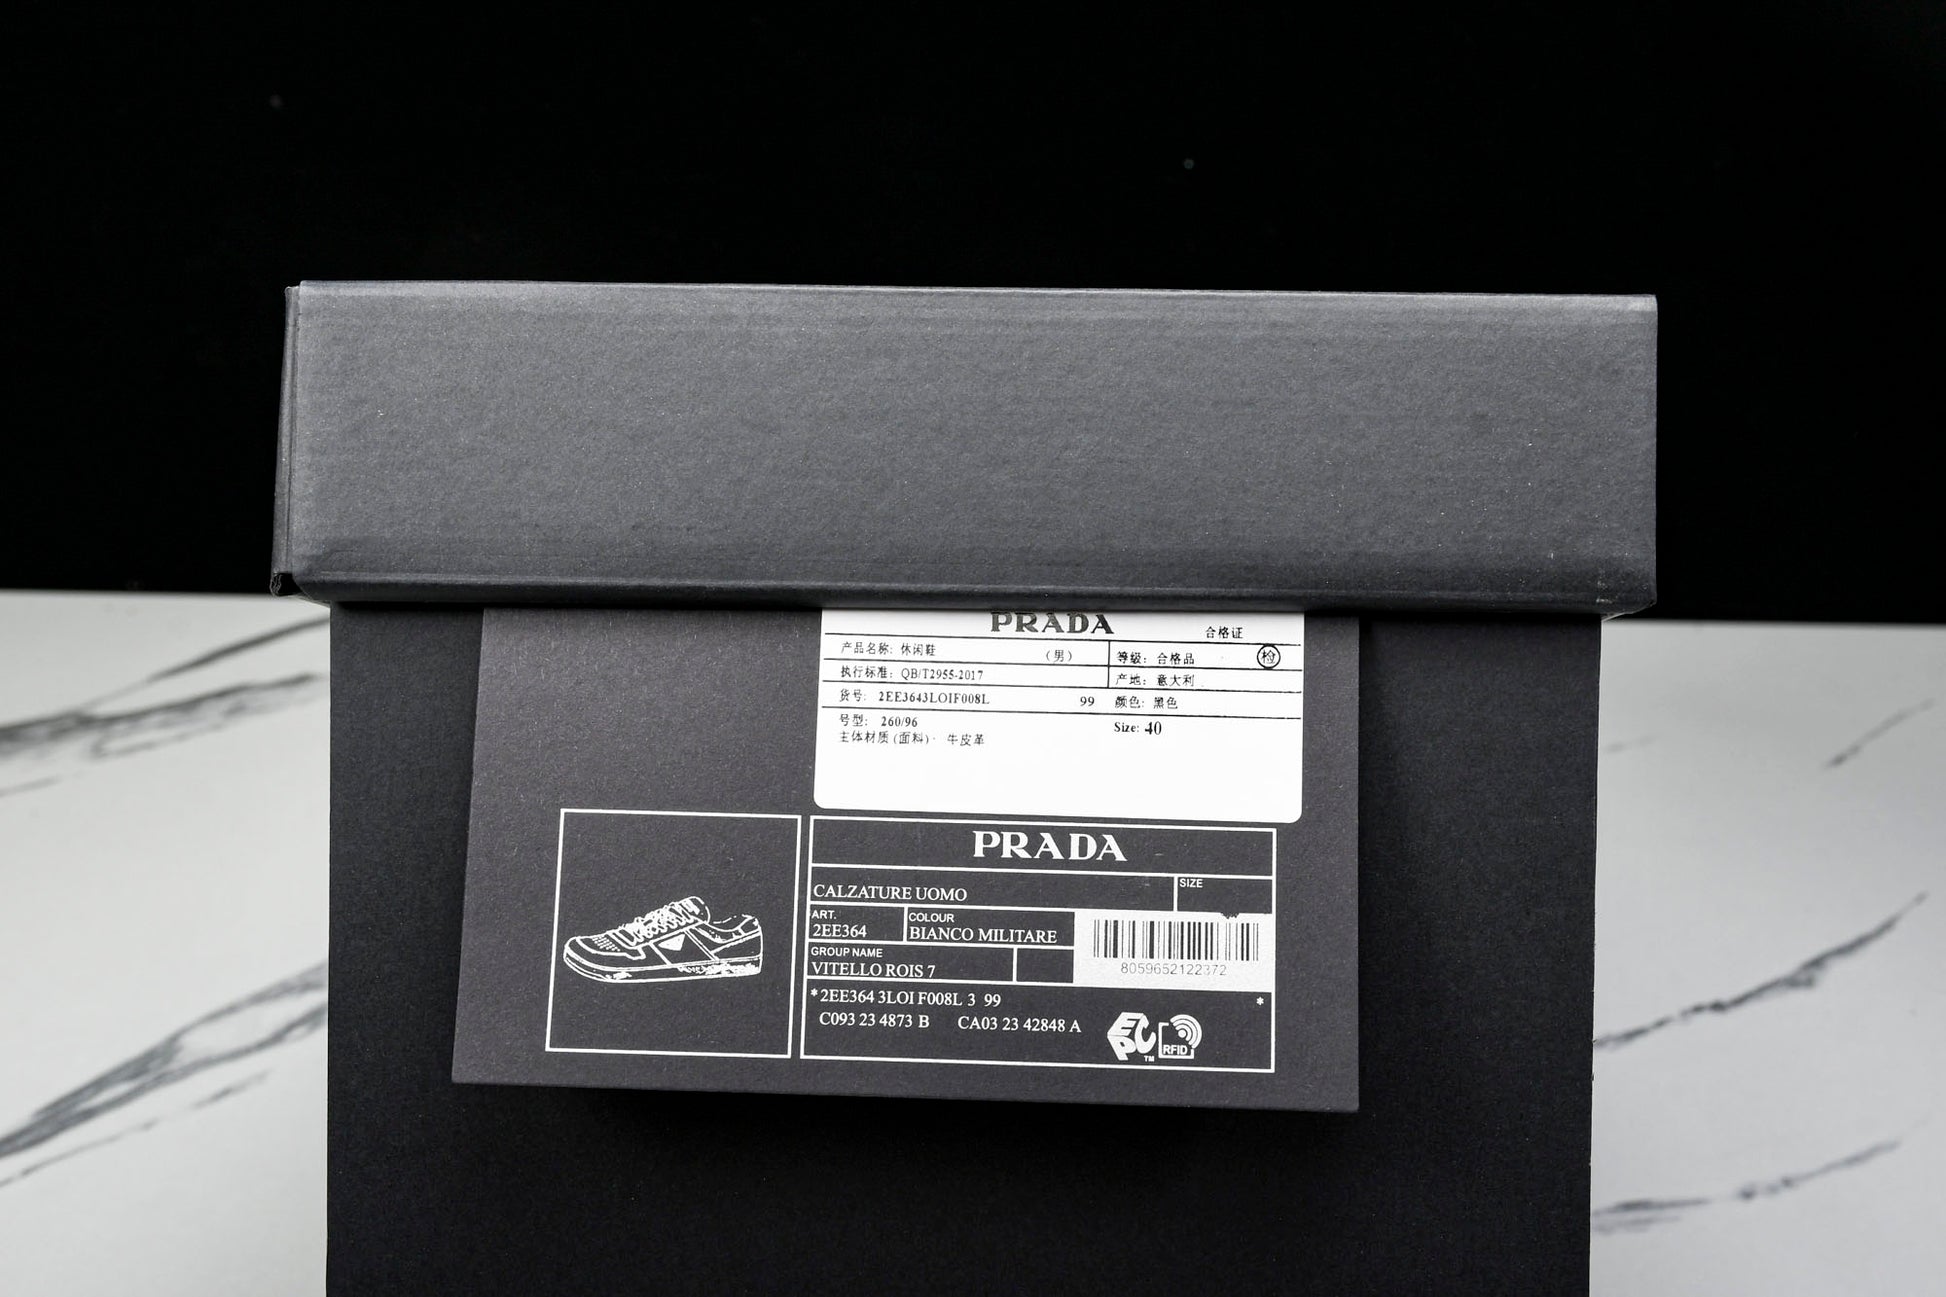 PRADA
合格证
产品名称: 休闲鞋 (男) 等级: 合格品 检
执行标准: QB/T2955-2017 产地: 意大利
货号: 2EE3643LOIF008L 99 颜色: 黑色
号型: 260/96 Size: 40
主体材质(面料): 牛皮革
PRADA
CALZATURE UOMO SIZE
ART. COLOUR
2EE364 BIANCO MILITARE
GROUP NAME
VITELLO ROIS 7
8059652122372
*2EE364 3LOI F008L 3 99 *
C093 23 4873 B CA03 23 42848 A
EPC TM RFID